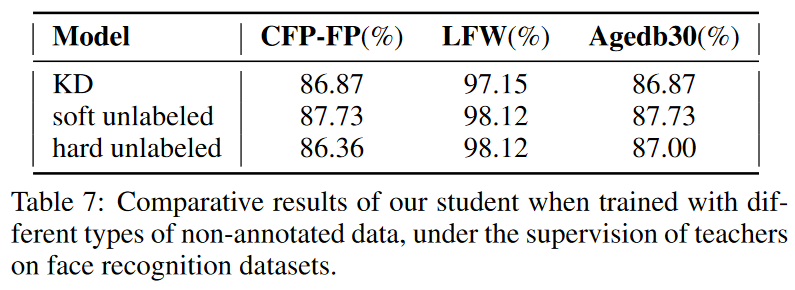 Model CFP-FP(%) LFW(%) Agedb30(%)
KD 86.87 97.15 86.87
soft unlabeled 87.73 98.12 87.73
hard unlabeled 86.36 98.12 87.00
Table 7: Comparative results of our student when trained with dif-
ferent types of non-annotated data, under the supervision of teachers
on face recognition datasets.